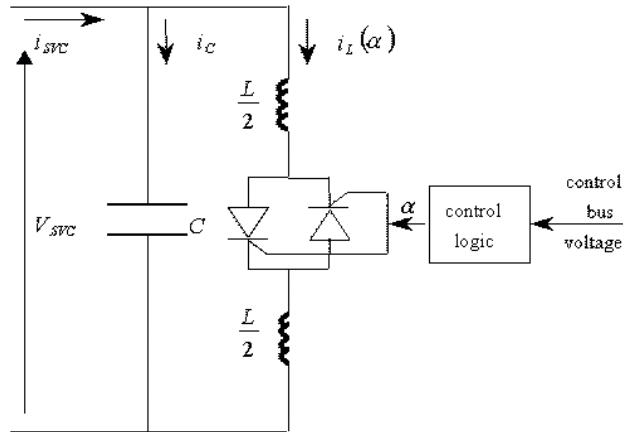 i_SVC
i_C
i_L(α)
L/2
V_SVC
C
α
control
logic
control
bus
voltage
L/2